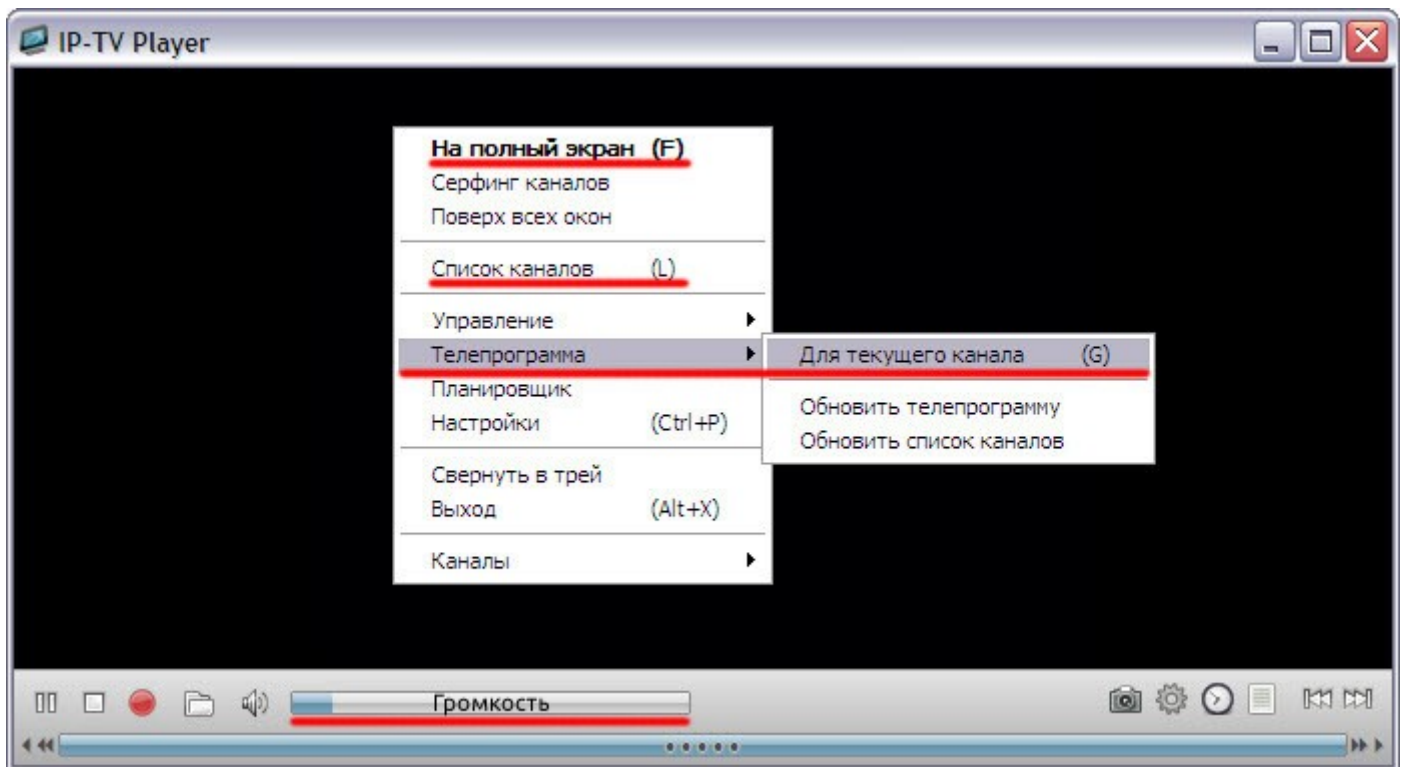 IP-TV Player
На полный экран (F)
Серфинг каналов
Поверх всех окон
Список каналов (L)
Управление
Телепрограмма
Для текущего канала (G)
Планировщик
Обновить телепрограмму
Настройки (Ctrl+P)
Обновить список каналов
Свернуть в трей
Выход (Alt+X)
Каналы
Громкость